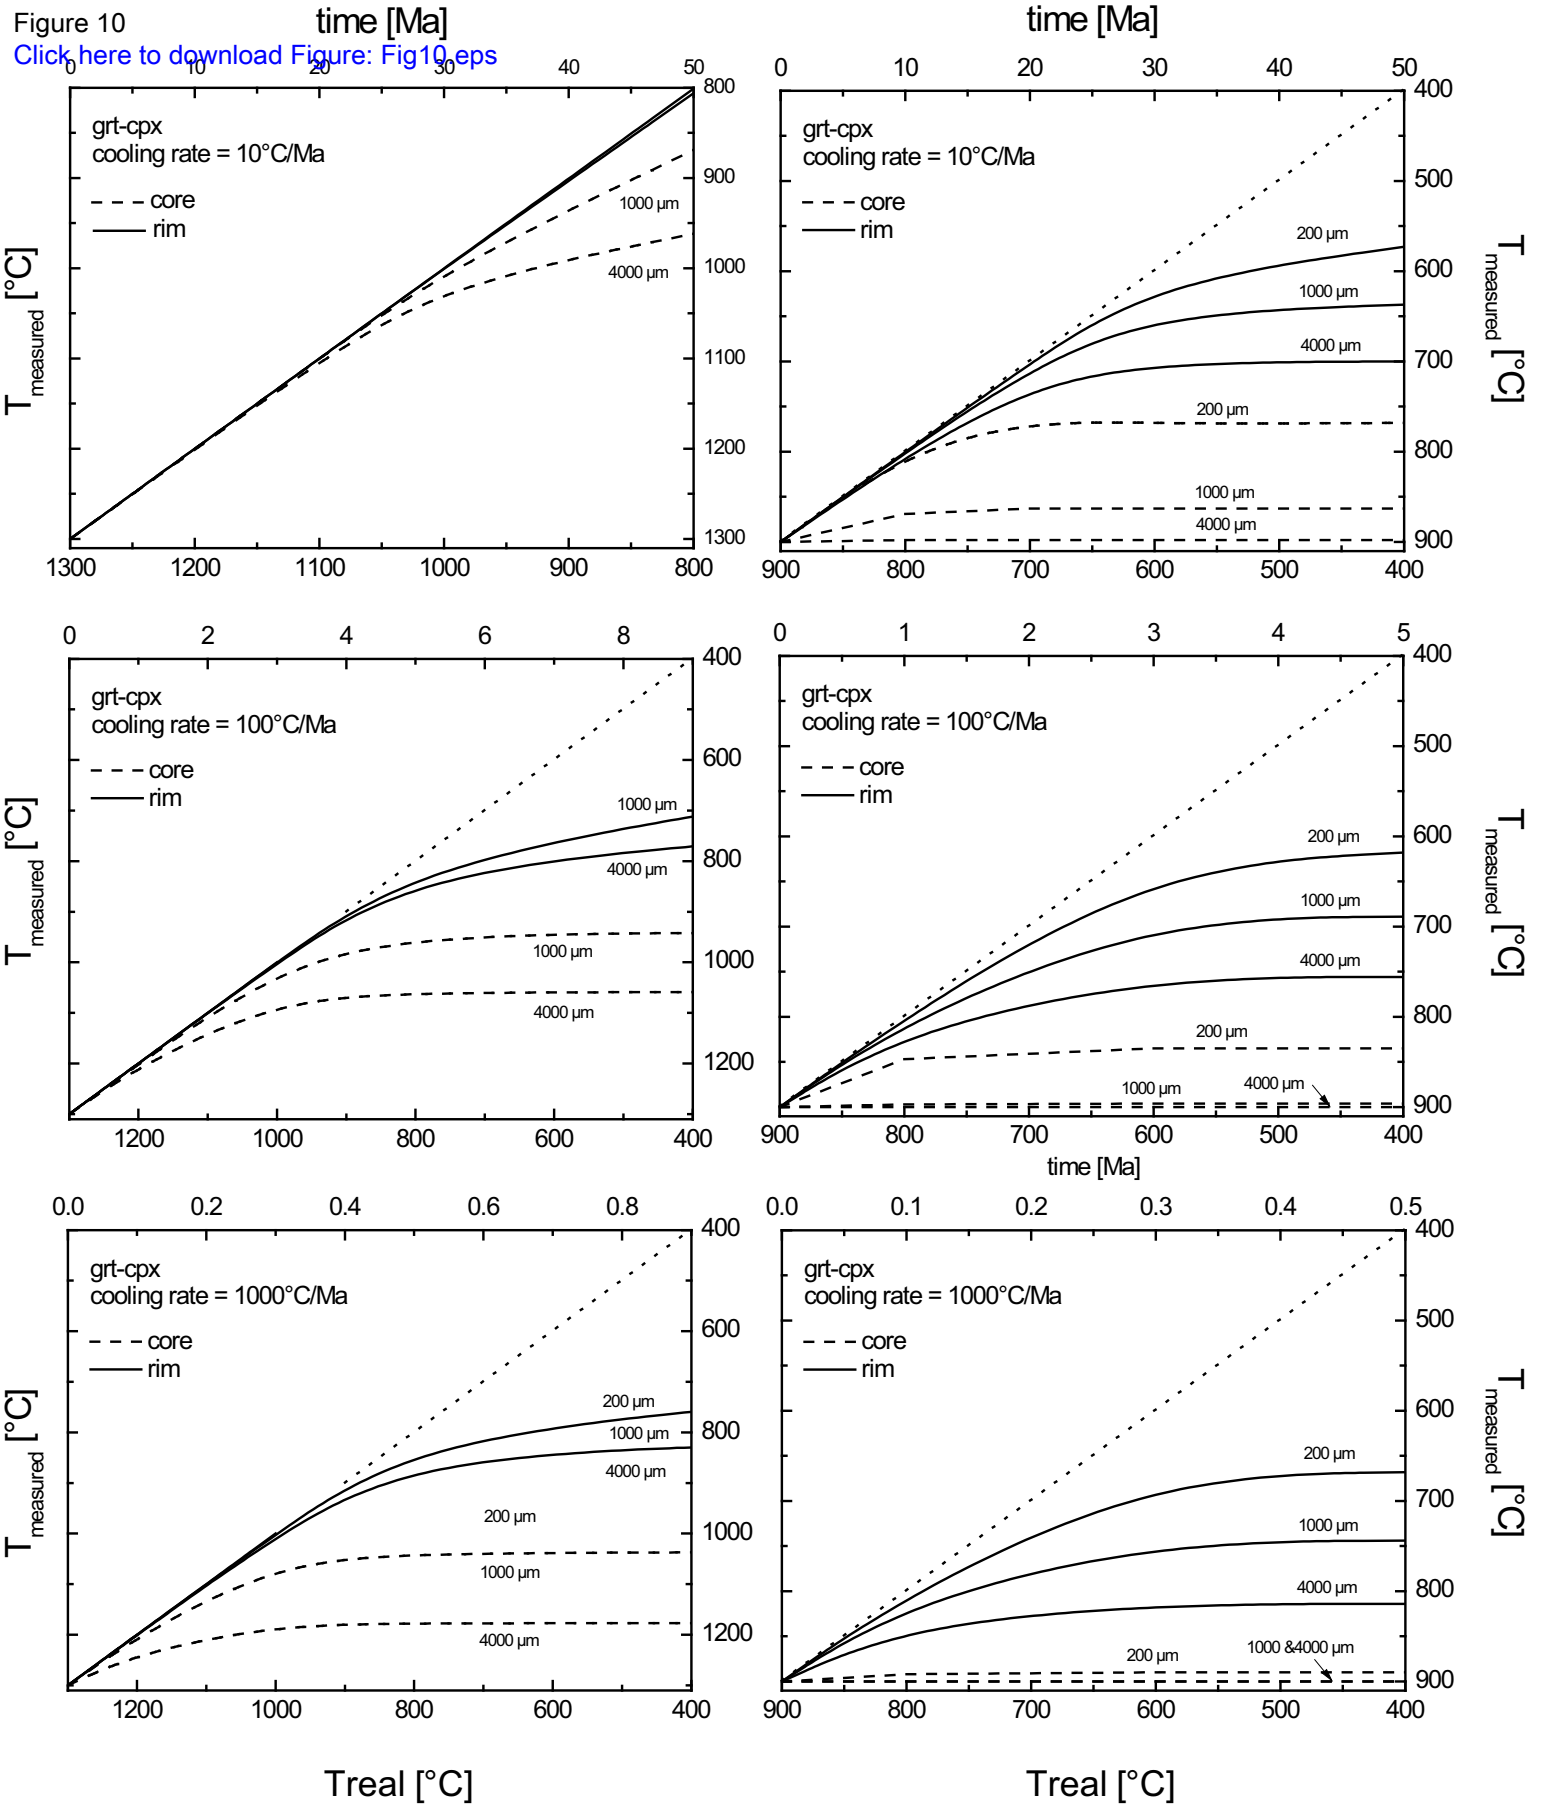 Figure 10
Click here to download Figure: Fig10.eps
time [Ma]
time [Ma]
0 10 20 30 40 50
grt-cpx
cooling rate = 10°C/Ma
core
rim
1000 µm
4000 µm
800
900
1000
1100
1200
1300
1300 1200 1100 1000 900 800
T measured [°C]
0 10 20 30 40 50
grt-cpx
cooling rate = 10°C/Ma
core
rim
200 µm
1000 µm
4000 µm
200 µm
1000 µm
4000 µm
400
500
600
700
800
900
900 800 700 600 500 400
T measured [°C]
0 2 4 6 8
grt-cpx
cooling rate = 100°C/Ma
core
rim
1000 µm
4000 µm
1000 µm
4000 µm
400
600
800
1000
1200
1200 1000 800 600 400
T measured [°C]
0 1 2 3 4 5
grt-cpx
cooling rate = 100°C/Ma
core
rim
200 µm
1000 µm
4000 µm
200 µm
1000 µm 4000 µm
400
500
600
700
800
900
900 800 700 600 500 400
T measured [°C]
time [Ma]
0.0 0.2 0.4 0.6 0.8
grt-cpx
cooling rate = 1000°C/Ma
core
rim
200 µm
1000 µm
4000 µm
200 µm
1000 µm
4000 µm
400
600
800
1000
1200
1200 1000 800 600 400
T measured [°C]
Treal [°C]
0.0 0.1 0.2 0.3 0.4 0.5
grt-cpx
cooling rate = 1000°C/Ma
core
rim
200 µm
1000 µm
4000 µm
200 µm 1000 &4000 µm
400
500
600
700
800
900
900 800 700 600 500 400
T measured [°C]
Treal [°C]